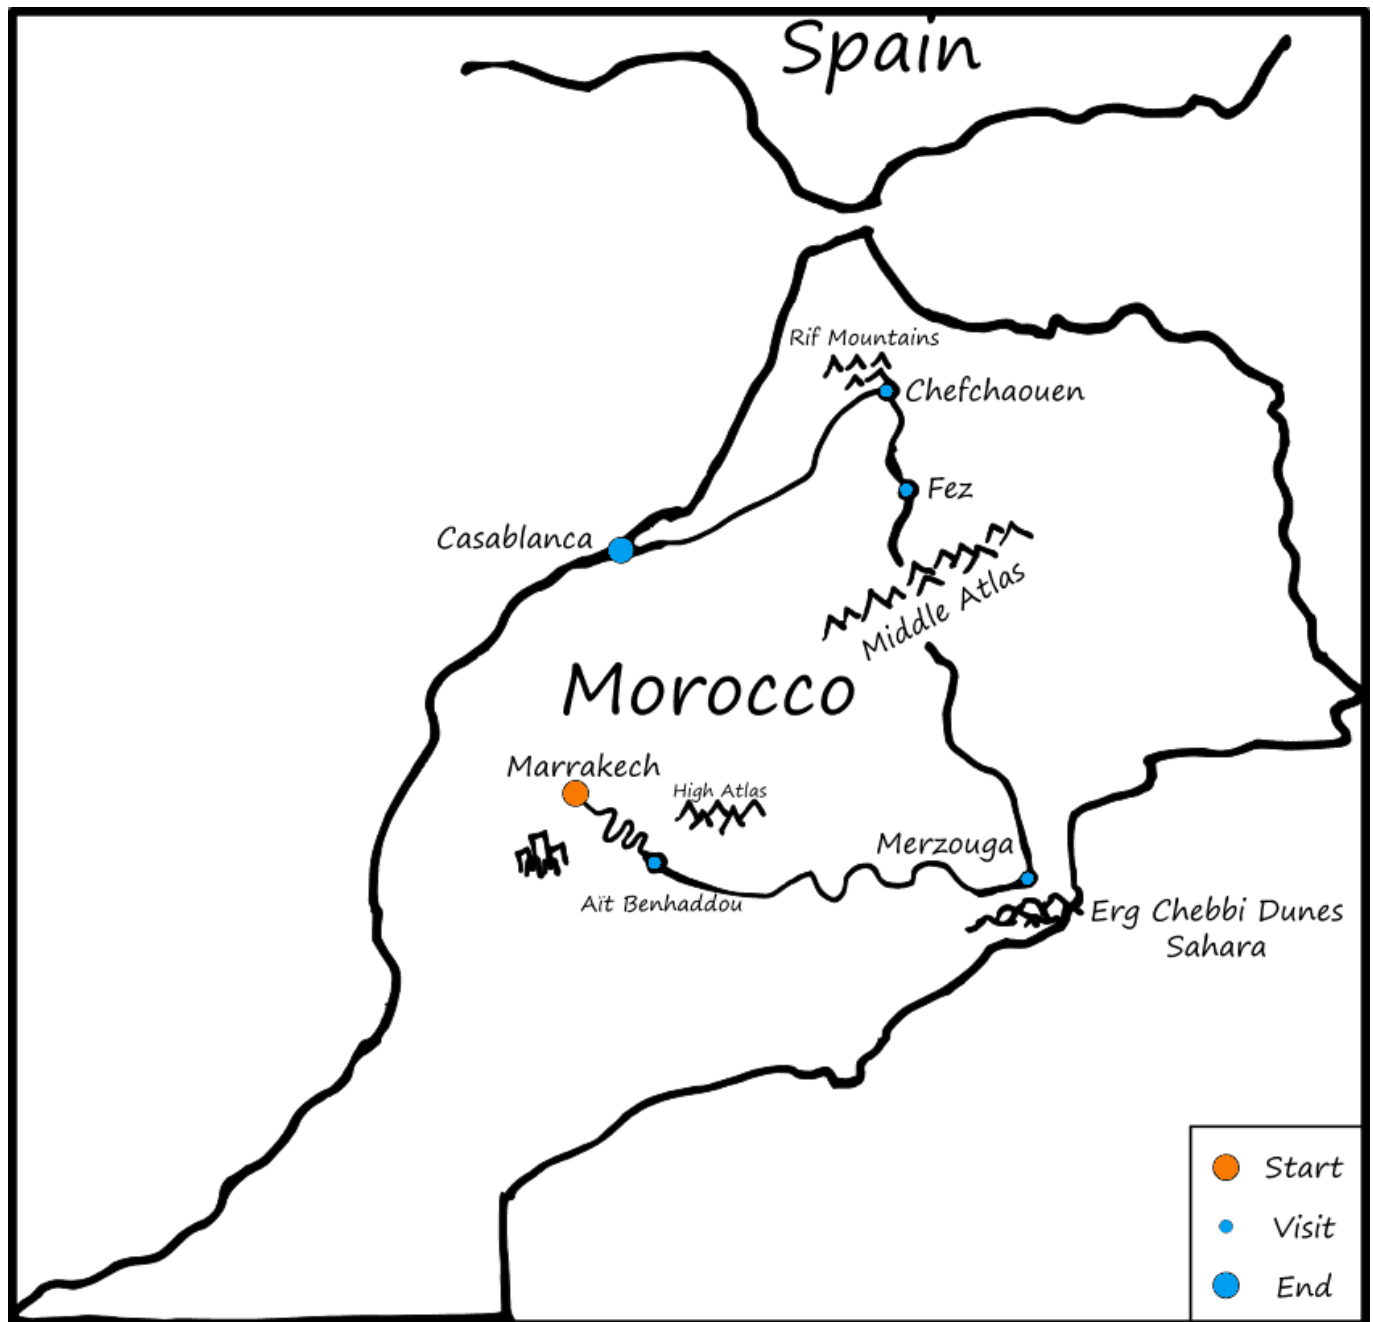 Spain
Rif Mountains
Chefchaouen
Fez
Casablanca
Middle Atlas
Morocco
Marrakech
High Atlas
Merzouga
Aït Benhaddou
Erg Chebbi Dunes
Sahara
Start
Visit
End